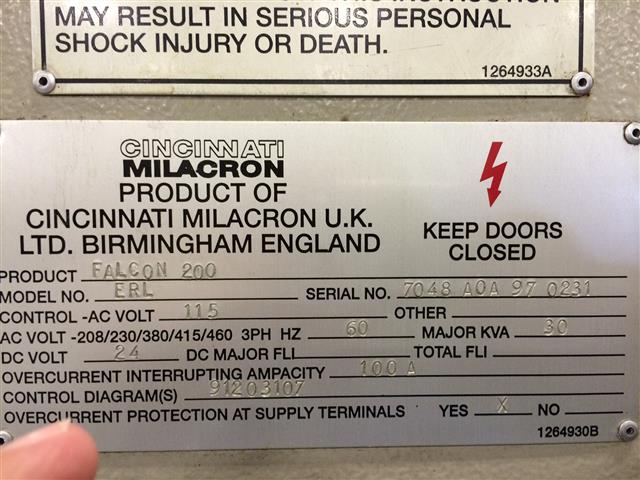 MAY RESULT IN SERIOUS PERSONAL
SHOCK INJURY OR DEATH.
1264933A
CINCINNATI
MILACRON
PRODUCT OF
CINCINNATI MILACRON U.K.
LTD. BIRMINGHAM ENGLAND
KEEP DOORS
CLOSED
PRODUCT FALCON 200
MODEL NO. ERL SERIAL NO. 7048 A0A 97 0231
CONTROL -AC VOLT 115 OTHER
AC VOLT -208/230/380/415/460 3PH HZ 60 MAJOR KVA 30
DC VOLT 24 DC MAJOR FLI TOTAL FLI
OVERCURRENT INTERRUPTING AMPACITY 100 A
CONTROL DIAGRAM(S) 91203107
OVERCURRENT PROTECTION AT SUPPLY TERMINALS YES X NO
1264930B